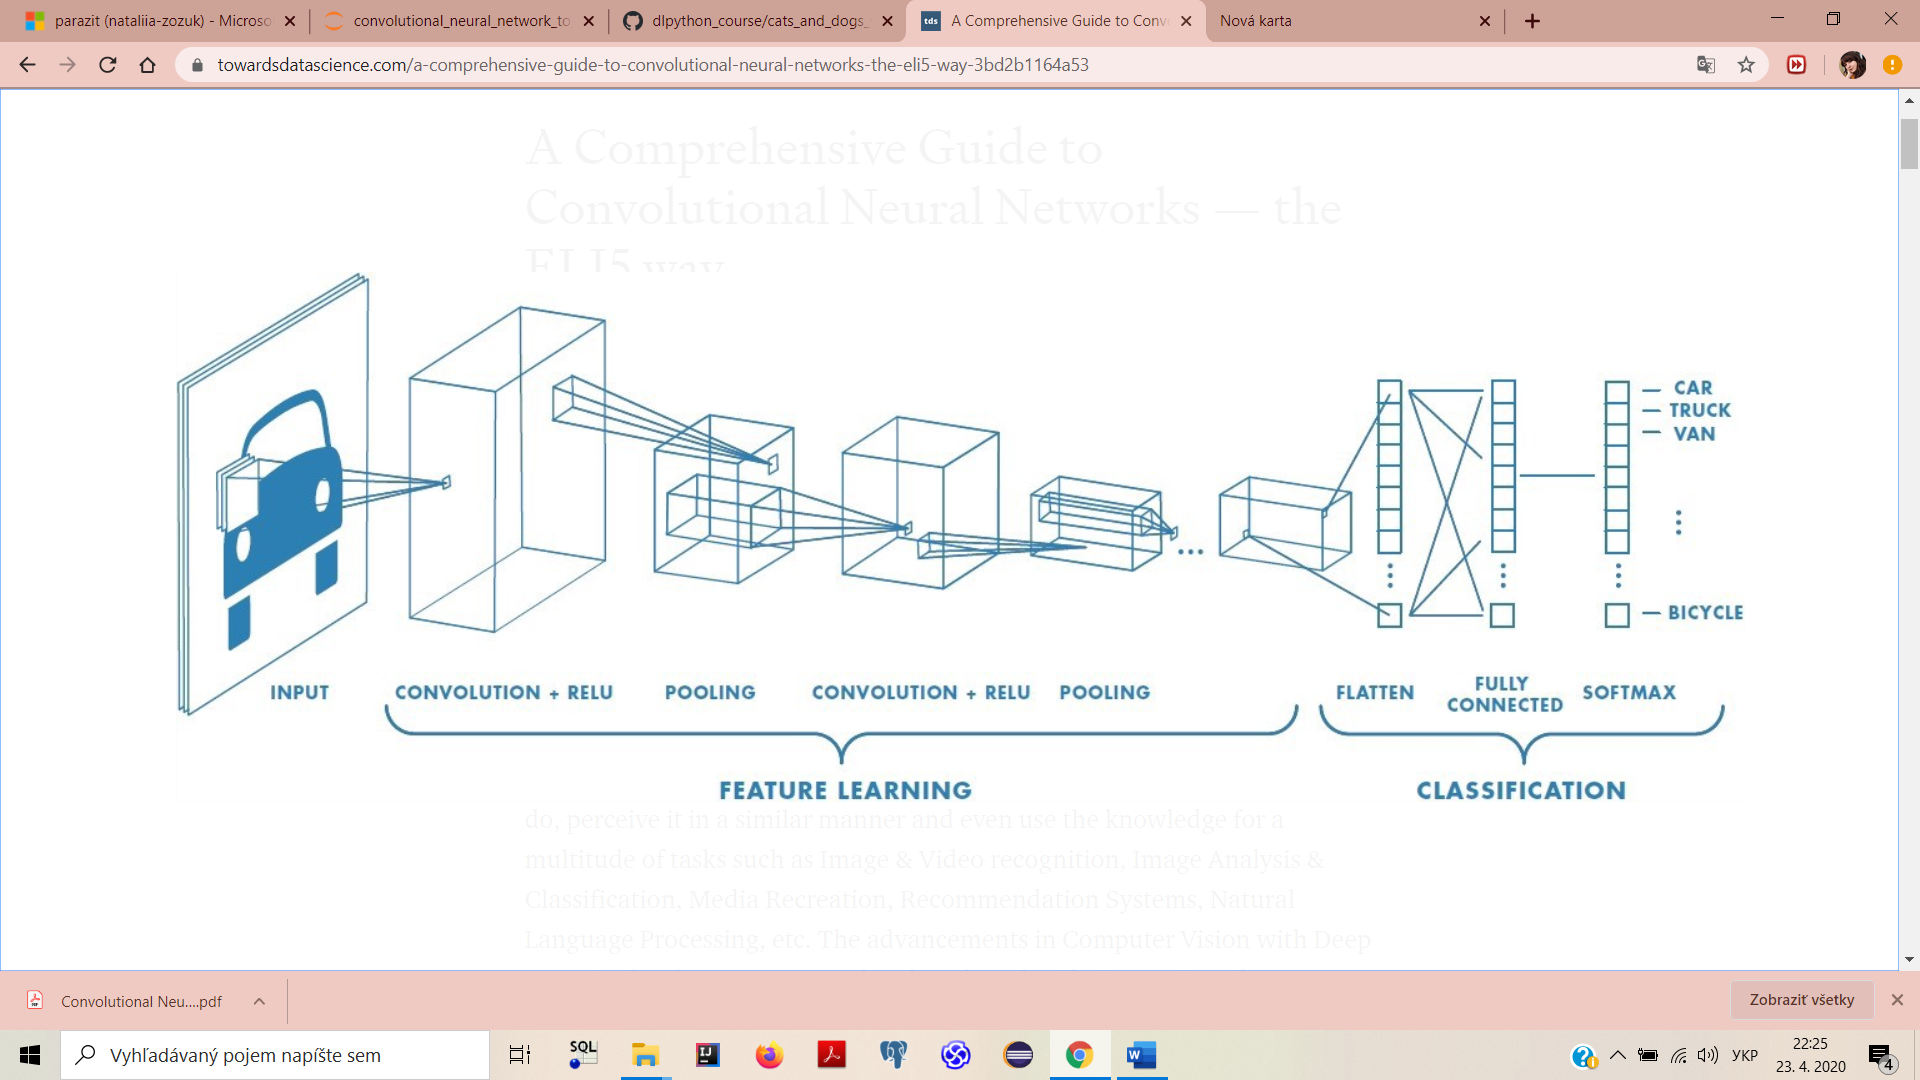 parazit (nataliia-zozuk) - Microso
convolutional_neural_network_to
dlpython_course/cats_and_dogs_
tds A Comprehensive Guide to Conv
Nová karta
towardsdatascience.com/a-comprehensive-guide-to-convolutional-neural-networks-the-eli5-way-3bd2b1164a53
A Comprehensive Guide to
Convolutional Neural Networks — the
ELI5 way
CAR
TRUCK
VAN
BICYCLE
INPUT
CONVOLUTION + RELU
POOLING
CONVOLUTION + RELU
POOLING
FLATTEN
FULLY
CONNECTED
SOFTMAX
FEATURE LEARNING
CLASSIFICATION
do, perceive it in a similar manner and even use the knowledge for a
multitude of tasks such as Image & Video recognition, Image Analysis &
Classification, Media Recreation, Recommendation Systems, Natural
Language Processing, etc. The advancements in Computer Vision with Deep
Convolutional Neu....pdf
Zobraziť všetky
Vyhľadávaný pojem napíšte sem
SQL
IJ
W
УКР
22:25
23. 4. 2020
4